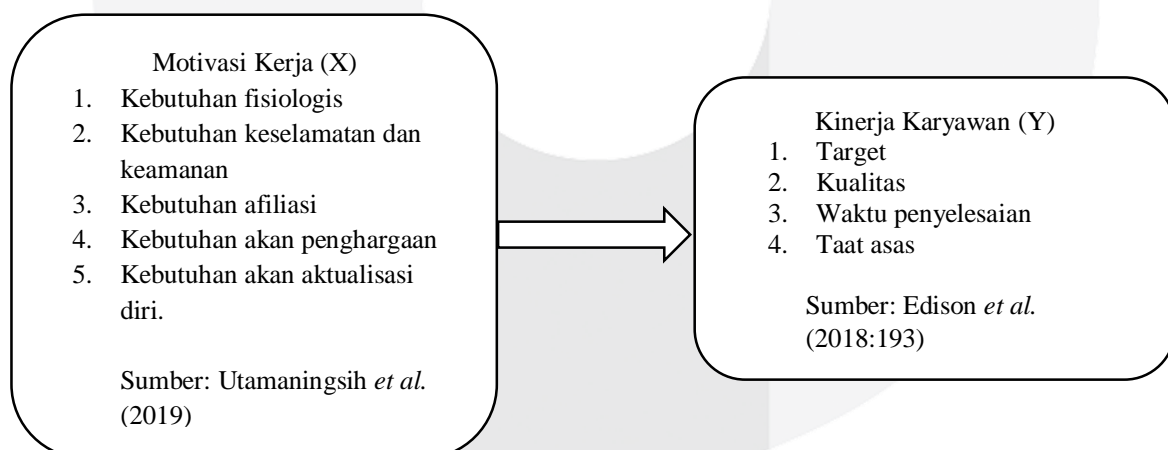 Motivasi Kerja (X)
1. Kebutuhan fisiologis
2. Kebutuhan keselamatan dan
keamanan
3. Kebutuhan afiliasi
4. Kebutuhan akan penghargaan
5. Kebutuhan akan aktualisasi
diri.
Sumber: Utamaningsih et al.
(2019)
Kinerja Karyawan (Y)
1. Target
2. Kualitas
3. Waktu penyelesaian
4. Taat asas
Sumber: Edison et al.
(2018:193)